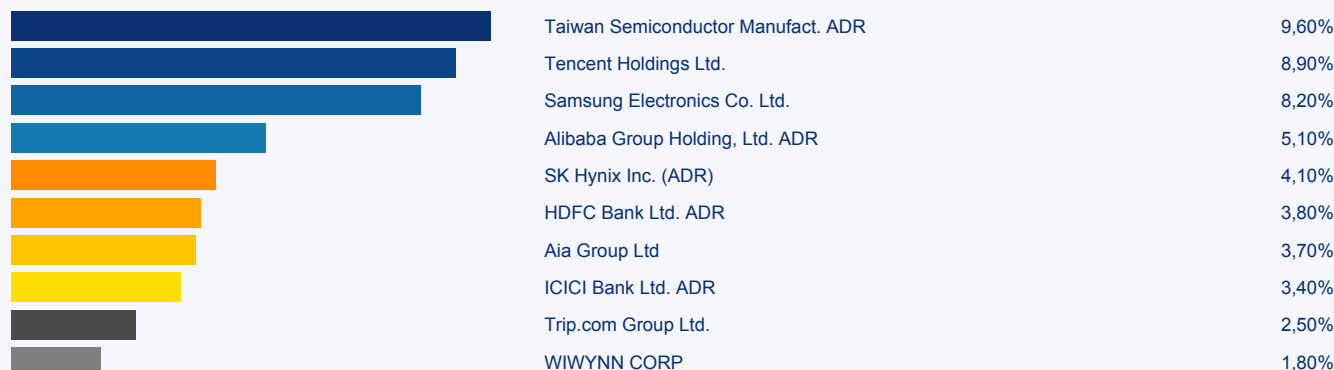 Taiwan Semiconductor Manufact. ADR 9,60%
Tencent Holdings Ltd. 8,90%
Samsung Electronics Co. Ltd. 8,20%
Alibaba Group Holding, Ltd. ADR 5,10%
SK Hynix Inc. (ADR) 4,10%
HDFC Bank Ltd. ADR 3,80%
Aia Group Ltd 3,70%
ICICI Bank Ltd. ADR 3,40%
Trip.com Group Ltd. 2,50%
WIWYNN CORP 1,80%